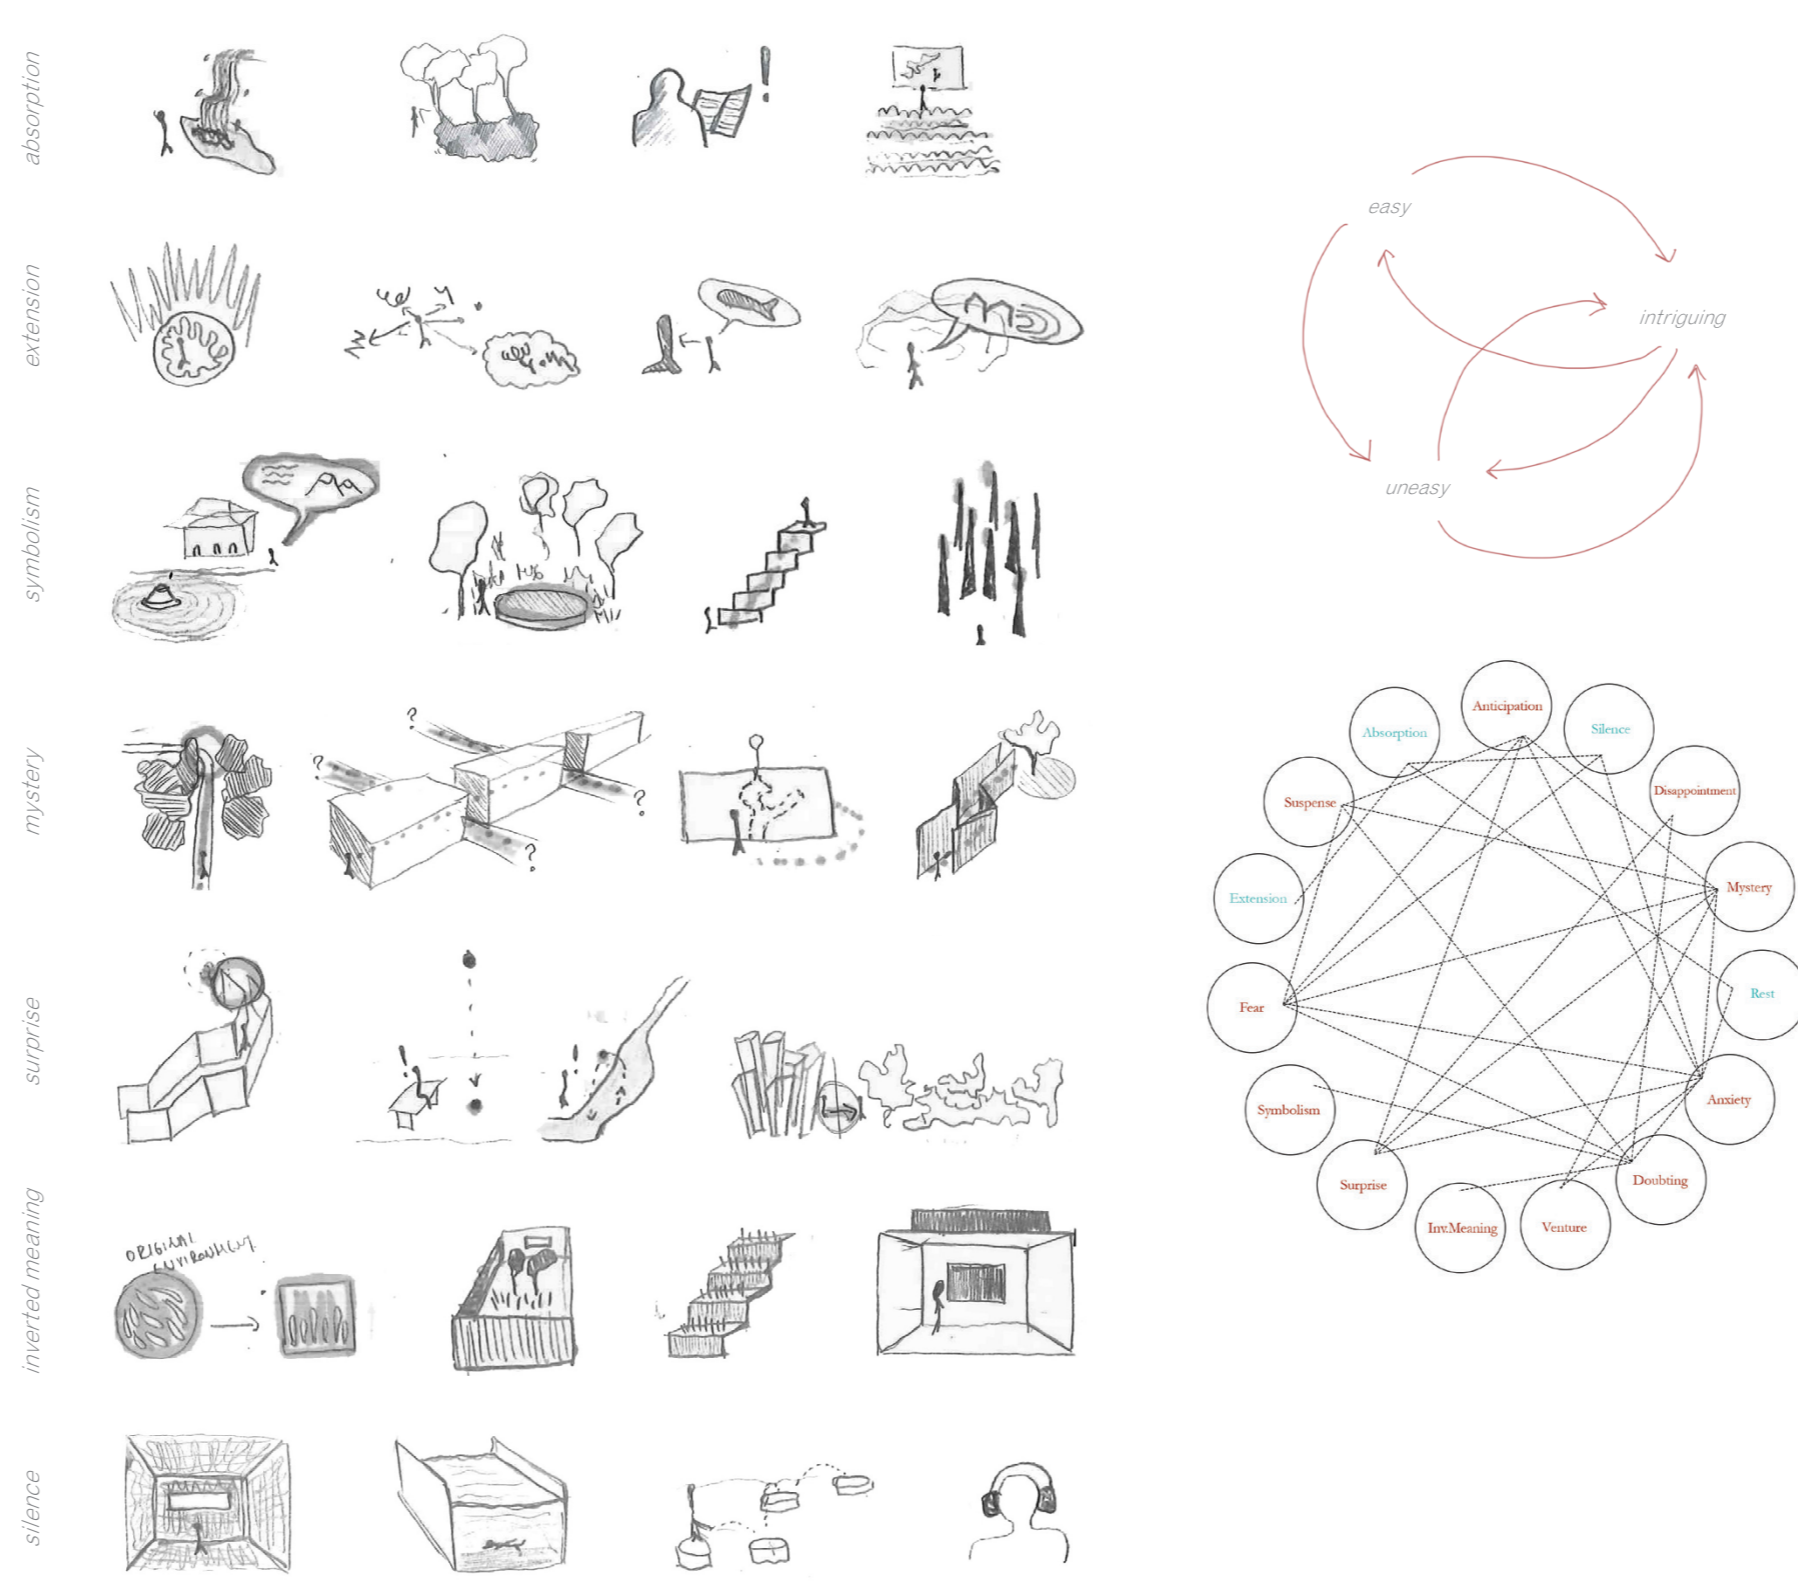 absorption
!
extension
symbolism
mystery
?
?
?
?
surprise
!
!
inverted meaning
ORIGINAL
ENVIRONMENT.
silence
easy
intriguing
uneasy
Anticipation
Silence
Absorption
Disappointment
Suspense
Mystery
Extension
Rest
Fear
Anxiety
Symbolism
Doubting
Surprise
Inv.Meaning
Venture